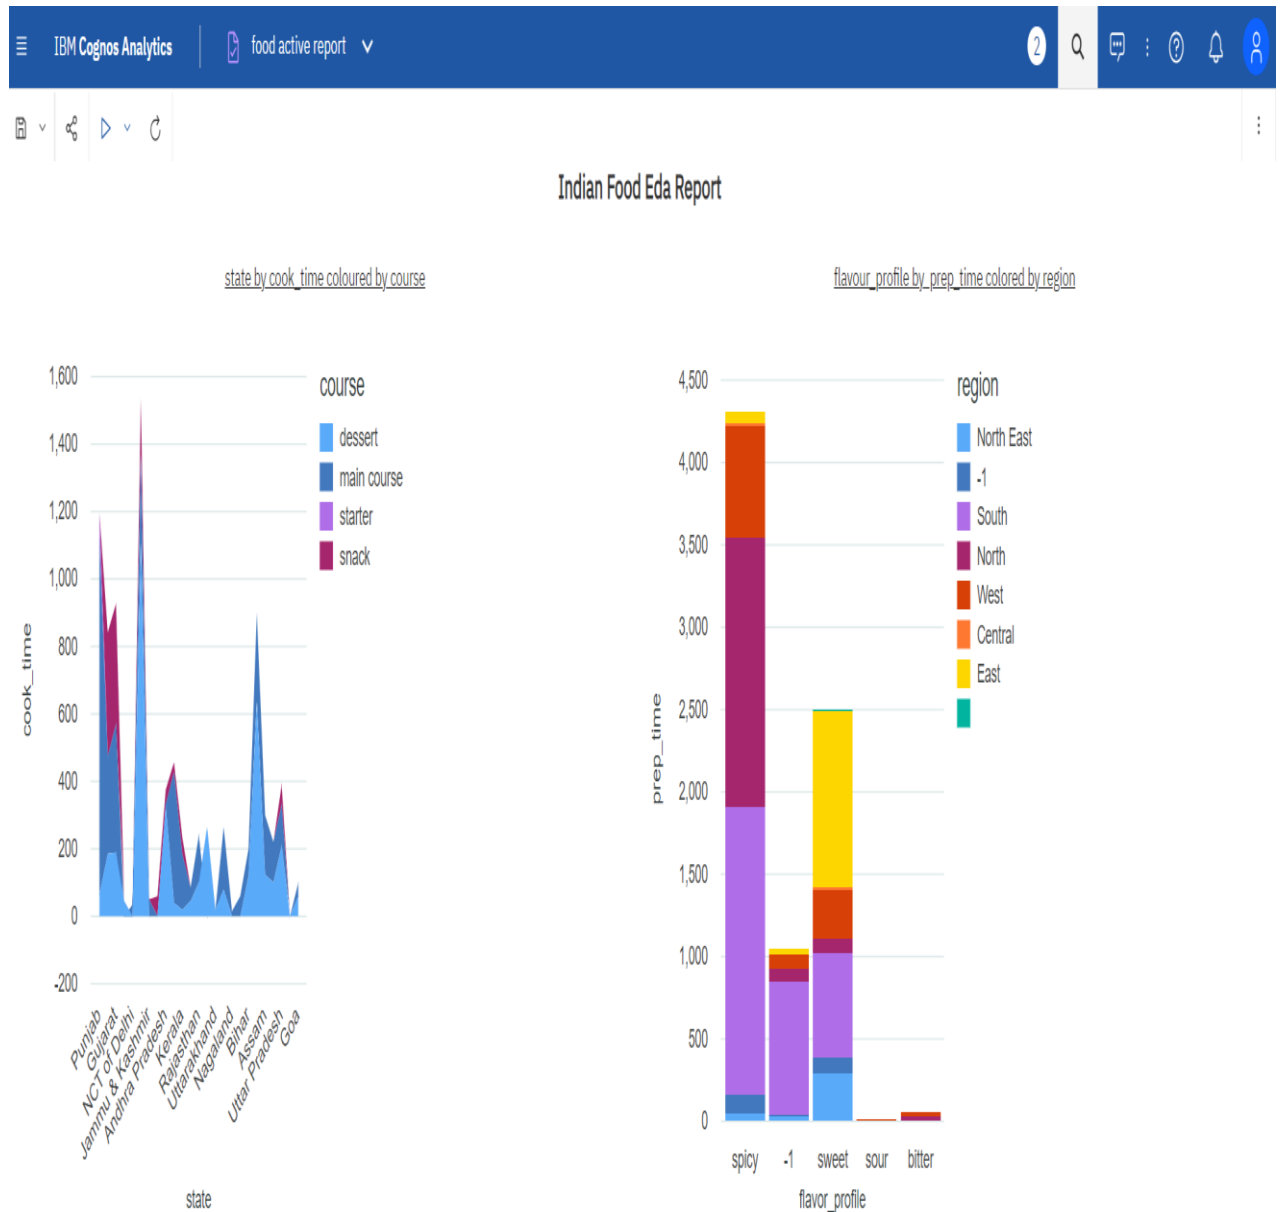 IBM Cognos Analytics
food active report
2
Indian Food Eda Report
state by cook_time coloured by course
1,600
1,400
1,200
1,000
800
600
400
200
0
-200
cook_time
Punjab
Gujarat
NCT of Delhi
Jammu & Kashmir
Andhra Pradesh
Kerala
Rajasthan
Uttarakhand
Nagaland
Bihar
Assam
Uttar Pradesh
Goa
state
course
dessert
main course
starter
snack
flavour_profile by prep_time colored by region
4,500
4,000
3,500
3,000
2,500
2,000
1,500
1,000
500
0
prep_time
spicy
-1
sweet
sour
bitter
flavor_profile
region
North East
-1
South
North
West
Central
East